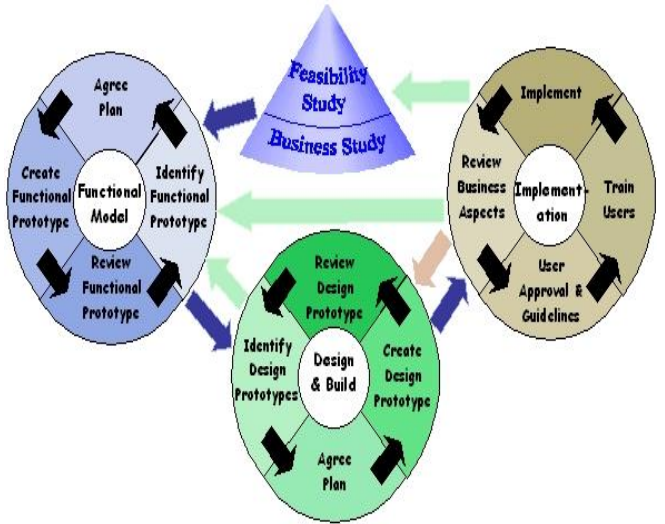 Feasibility
Study
Business Study
Agree
Plan
Create
Functional
Prototype
Functional
Model
Identify
Functional
Prototype
Review
Functional
Prototype
Implement
Review
Business
Aspects
Implement-
ation
Train
Users
User
Approval &
Guidelines
Review
Design
Prototype
Identify
Design
Prototypes
Design
& Build
Create
Design
Prototype
Agree
Plan